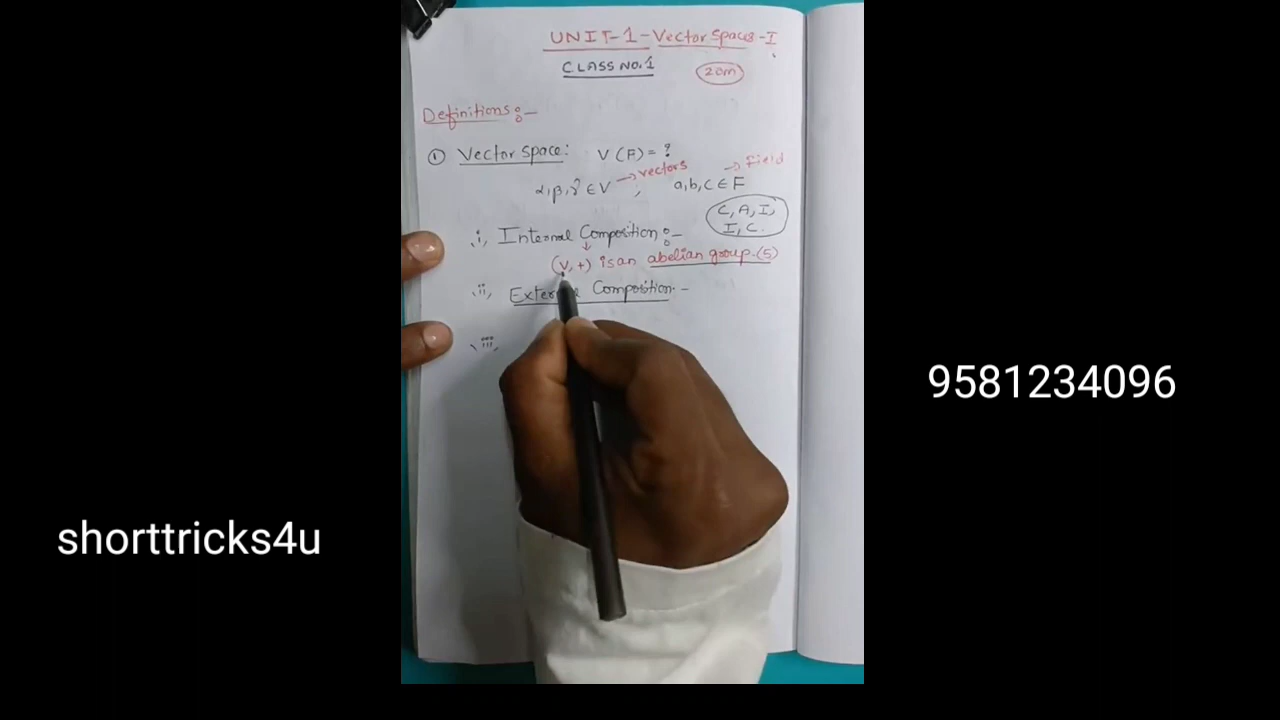 UNIT-1-Vector Spaces-I
CLASS NO.1
20m
Definitions:-
① Vector Space: V(F) = ?
α, β, γ ∈ V → vectors ; a, b, c ∈ F → field
C, A, I,
I, C.
(i) Internal Composition:-
(V, +) is an abelian group. (5)
(ii) External Composition:-
(iii)
9581234096
shorttricks4u